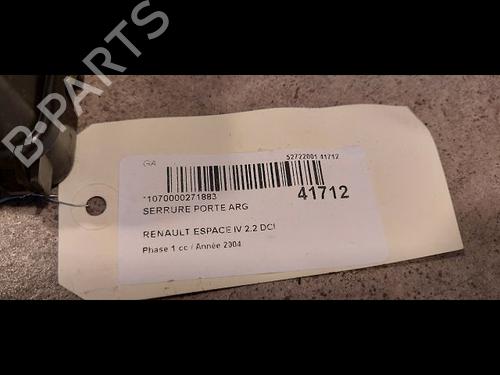 B-PARTS
GA
52722001 41712
*1070000271883
41712
SERRURE PORTE ARG
RENAULT ESPACE IV 2.2 DCI
Phase 1 cc / Année 2004